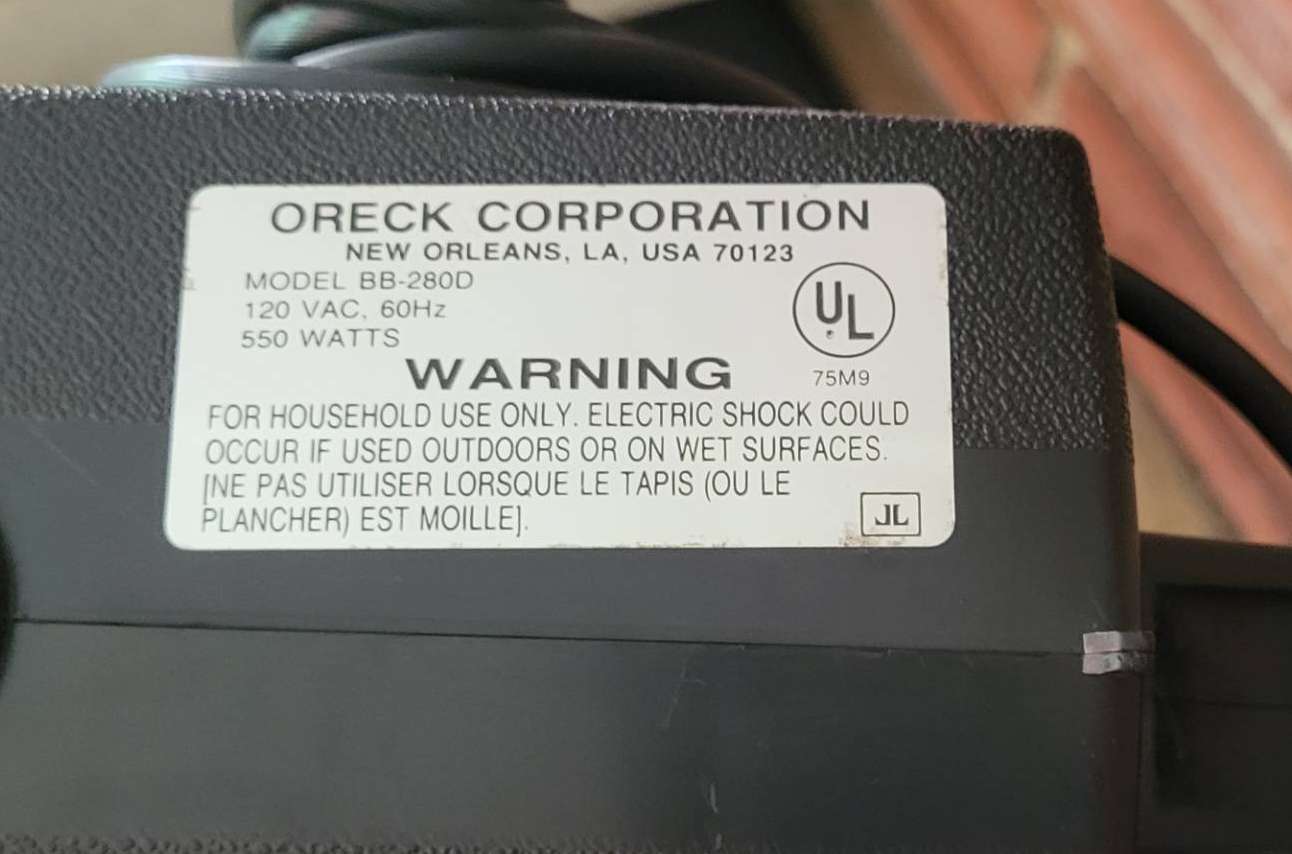 ORECK CORPORATION
NEW ORLEANS, LA, USA 70123
MODEL BB-280D
120 VAC, 60Hz
550 WATTS
UL
75M9
WARNING
FOR HOUSEHOLD USE ONLY. ELECTRIC SHOCK COULD
OCCUR IF USED OUTDOORS OR ON WET SURFACES.
[NE PAS UTILISER LORSQUE LE TAPIS (OU LE
PLANCHER) EST MOILLE].
JL